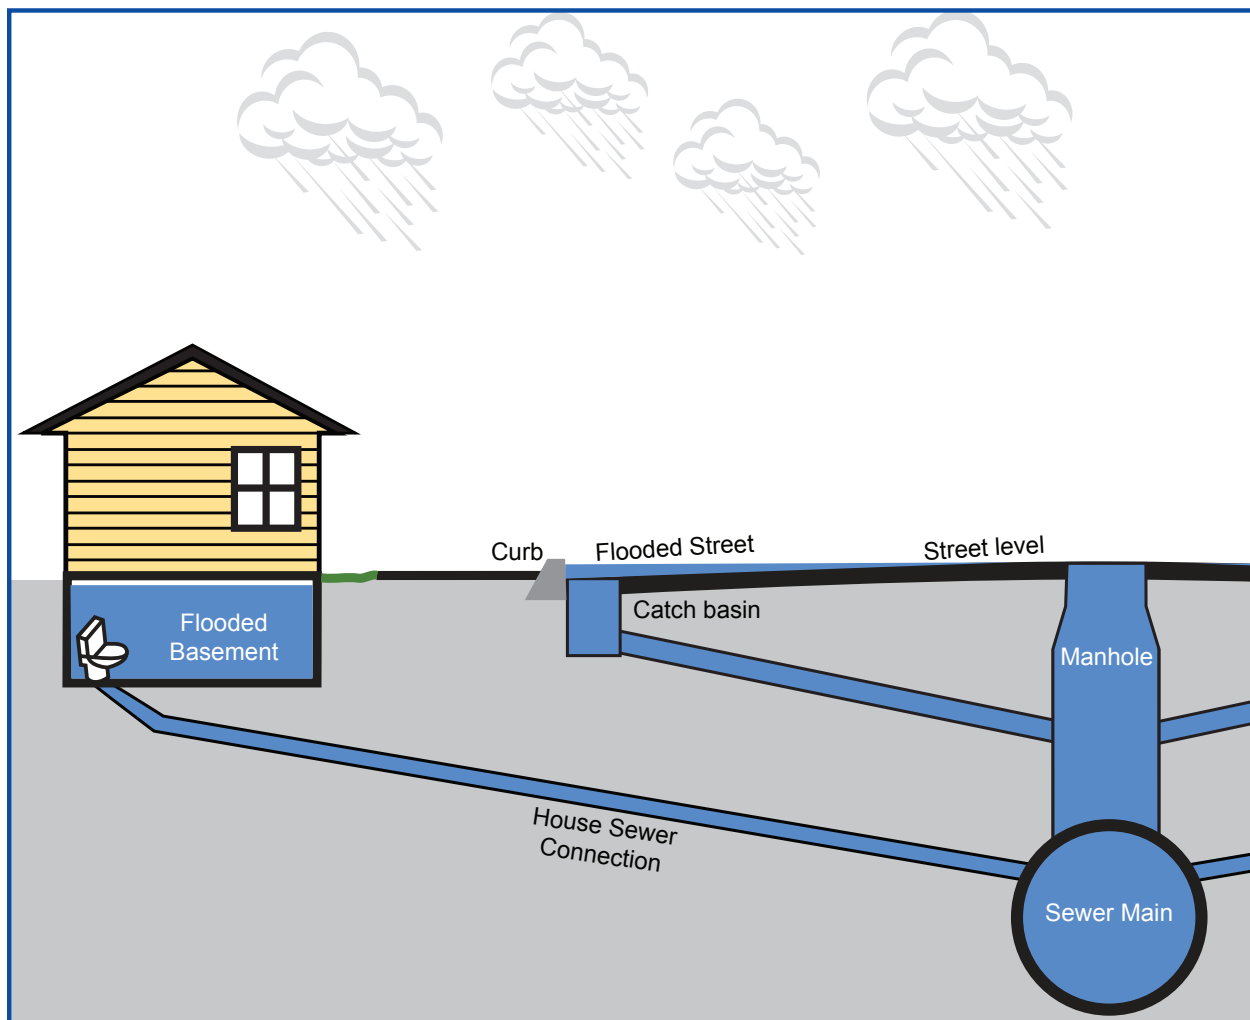 Curb
Flooded Street
Street level
Catch basin
Flooded
Basement
Manhole
House Sewer
Connection
Sewer Main